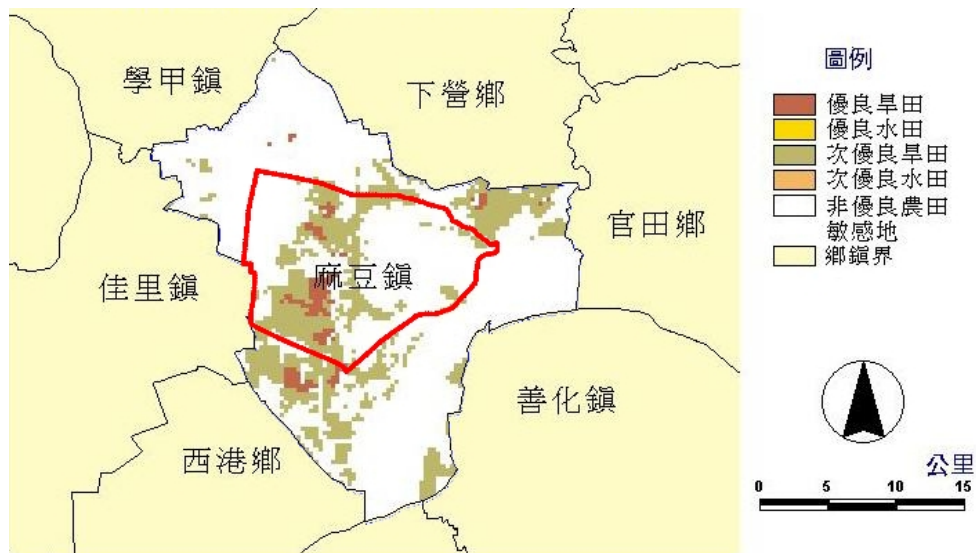 學甲鎮
下營鄉
官田鄉
佳里鎮
麻豆鎮
善化鎮
西港鄉
圖例
優良旱田
優良水田
次優良旱田
次優良水田
非優良農田
敏感地
鄉鎮界
公里
0 5 10 15